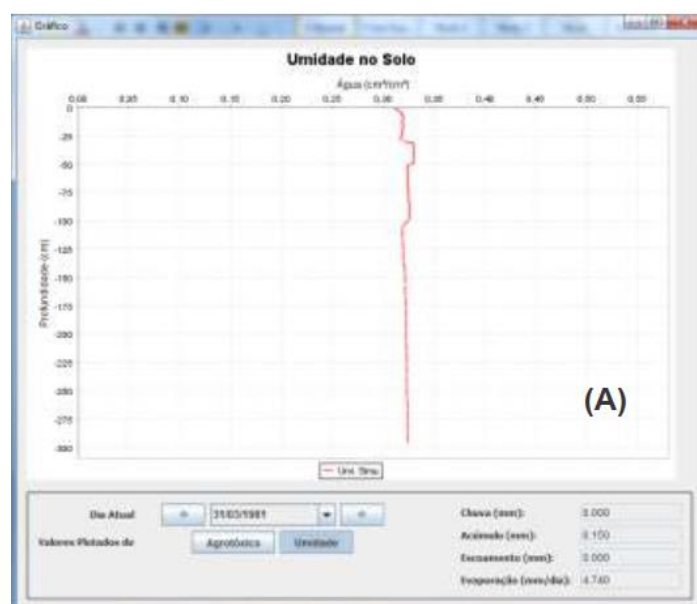 Gráfico
Umidade no Solo
Água (cm³/cm³)
0,00 0,05 0,10 0,15 0,20 0,25 0,30 0,35 0,40 0,45 0,50 0,55
0
-25
-50
-75
-100
-125
-150
-175
-200
-225
-250
-275
-300
Profundidade (cm)
(A)
Umi. Simu
Dia Atual 31/03/1981
Chuva (mm): 0.000
Valores Plotados de Agrotóxico Umidade
Acúmulo (mm): 0.150
Escoamento (mm): 0.000
Evaporação (mm/dia): 4.740